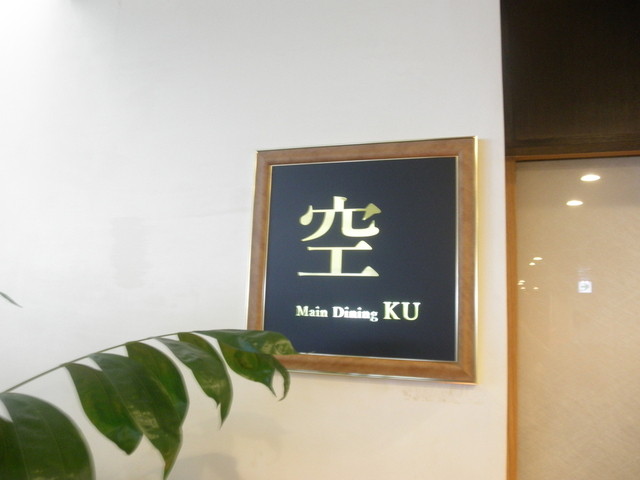 空
Main Dining KU